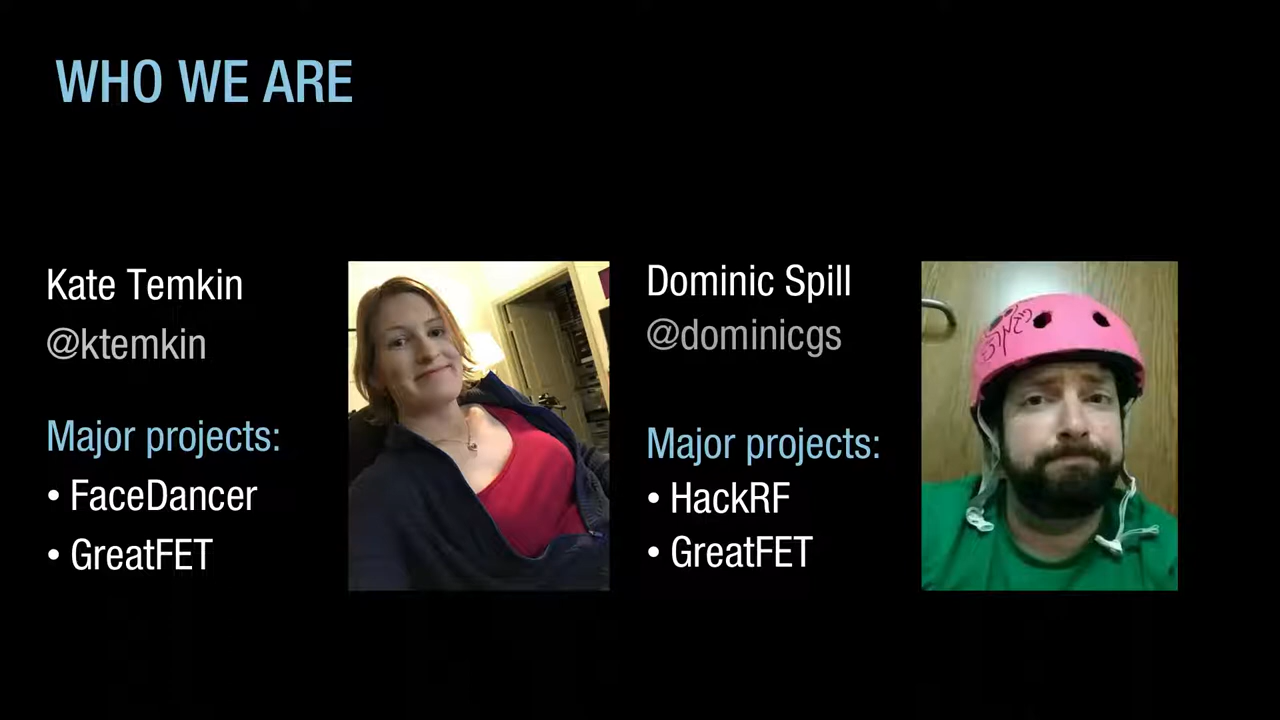 WHO WE ARE
Kate Temkin
@ktemkin
Major projects:
• FaceDancer
• GreatFET
Dominic Spill
@dominicgs
Major projects:
• HackRF
• GreatFET